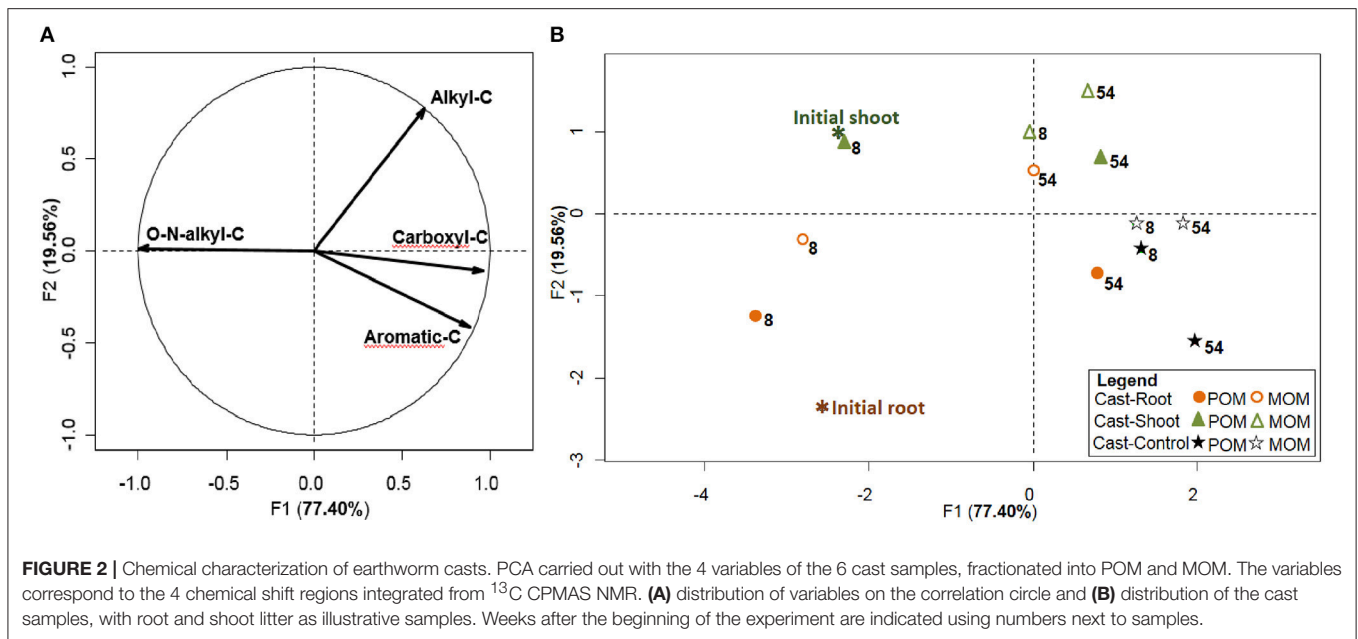 A
1.0
0.5
0.0
-0.5
-1.0
F2 (19.56%)
Alkyl-C
O-N-alkyl-C
Carboxyl-C
Aromatic-C
-1.0 -0.5 0.0 0.5 1.0
F1 (77.40%)
B
1
0
-1
-2
-3
F2 (19.56%)
Initial shoot
8
8
54
54
54
8
8
54
8
54
8
54
Initial root
Legend
Cast-Root POM MOM
Cast-Shoot POM MOM
Cast-Control POM MOM
-4 -2 0 2
F1 (77.40%)
FIGURE 2 | Chemical characterization of earthworm casts. PCA carried out with the 4 variables of the 6 cast samples, fractionated into POM and MOM. The variables
correspond to the 4 chemical shift regions integrated from ¹³C CPMAS NMR. (A) distribution of variables on the correlation circle and (B) distribution of the cast
samples, with root and shoot litter as illustrative samples. Weeks after the beginning of the experiment are indicated using numbers next to samples.